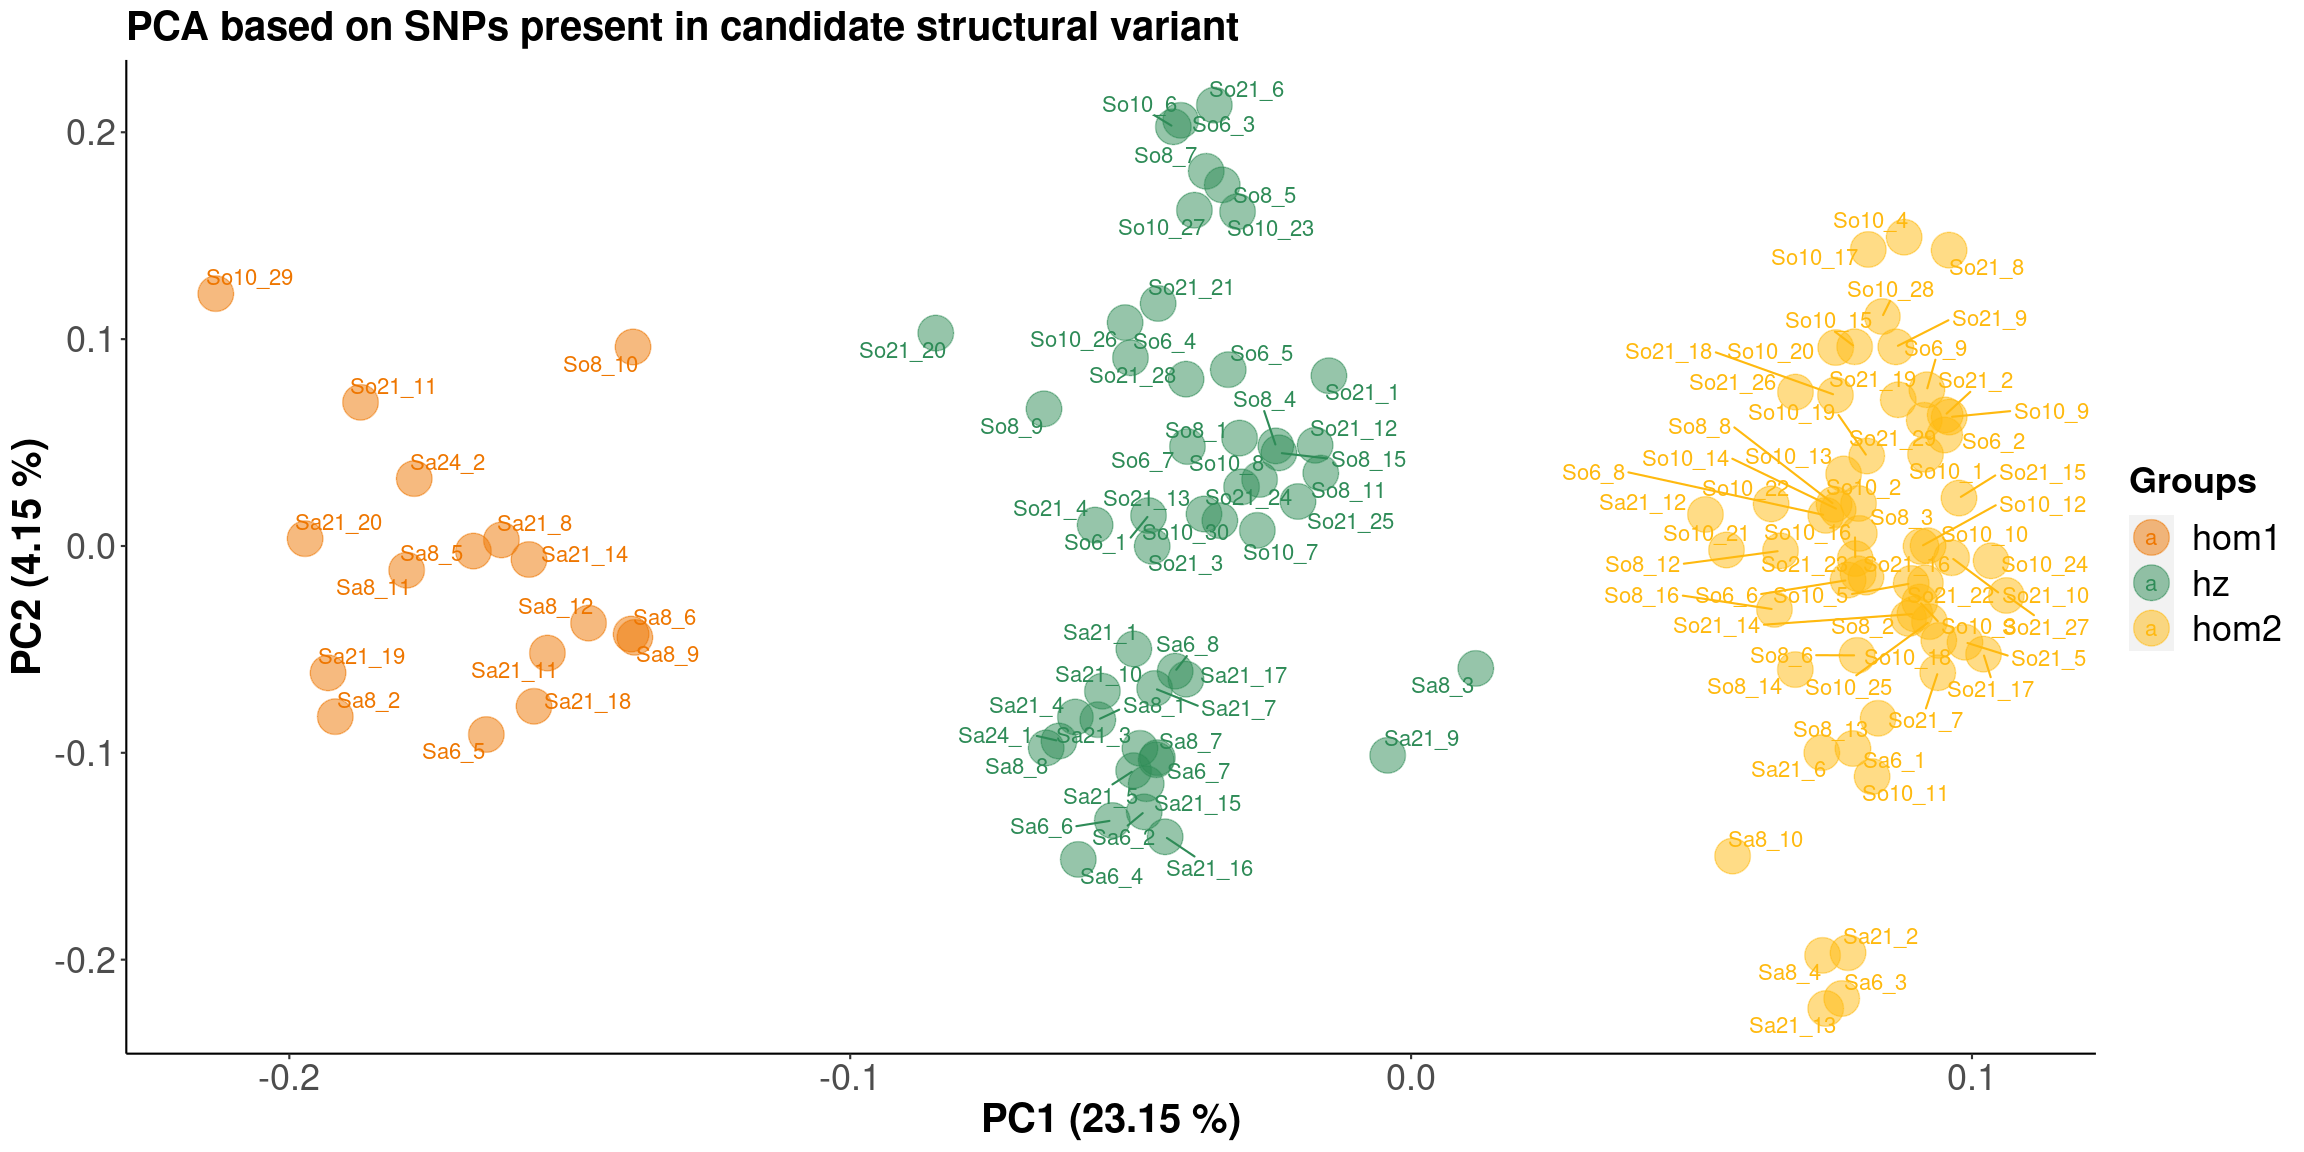 PCA based on SNPs present in candidate structural variant
PC2 (4.15 %)
0.2
0.1
0.0
-0.1
-0.2
So10_29
So8_10
So21_11
Sa24_2
Sa21_20
Sa21_8
Sa8_5
Sa21_14
Sa8_11
Sa8_12
Sa8_6
Sa8_9
Sa21_19
Sa21_11
Sa8_2
Sa21_18
Sa6_5
So21_6
So10_6
So6_3
So8_7
So8_5
So10_27
So10_23
So21_21
So21_20
So10_26
So6_4
So6_5
So21_28
So21_1
So8_4
So8_9
So8_1
So21_12
So6_7
So10_8
So8_15
So8_11
So21_13
So21_24
So21_4
So21_25
So10_30
So6_1
So10_7
So21_3
Sa21_1
Sa6_8
Sa21_10
Sa21_17
Sa8_3
Sa21_4
Sa8_1
Sa21_7
Sa24_1
Sa21_3
Sa8_7
Sa21_9
Sa8_8
Sa6_7
Sa21_5
Sa21_15
Sa6_6
Sa6_2
Sa21_16
Sa6_4
So10_4
So10_17
So21_8
So10_28
So10_15
So21_9
So21_18
So10_20
So6_9
So21_26
So21_19
So21_2
So10_19
So10_9
So8_8
So21_29
So6_2
So10_14
So10_13
So10_1
So21_15
So6_8
So10_22
So10_2
Sa21_12
So10_12
So8_3
So10_21
So10_16
So10_10
So8_12
So21_23
So21_16
So10_24
So8_16
So6_6
So10_5
So21_22
So21_10
So21_14
So8_2
So10_3
So21_27
So8_6
So10_18
So21_5
So8_14
So10_25
So21_17
So21_7
So8_13
Sa21_6
Sa6_1
So10_11
Sa8_10
Sa21_2
Sa8_4
Sa6_3
Sa21_13
Groups
a hom1
a hz
a hom2
-0.2
-0.1
0.0
0.1
PC1 (23.15 %)